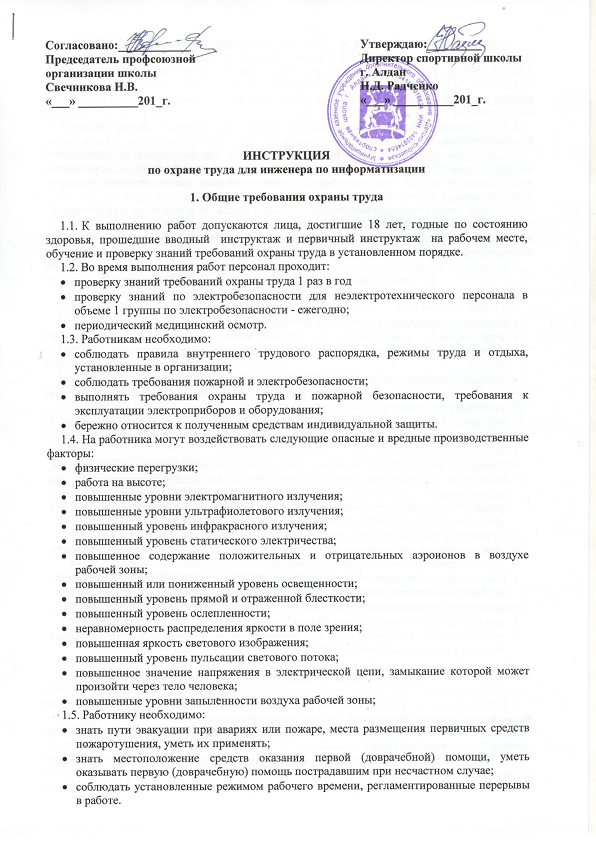 Согласовано:____________
Утверждаю:_________
Председатель профсоюзной
Директор спортивной школы
организации школы
г. Алдан
Свечникова Н.В.
Н.Д. Радченко
«___» __________201_г.
«___» __________201_г.
ИНСТРУКЦИЯ
по охране труда для инженера по информатизации
1. Общие требования охраны труда
1.1. К выполнению работ допускаются лица, достигшие 18 лет, годные по состоянию
здоровья, прошедшие вводный инструктаж и первичный инструктаж на рабочем месте,
обучение и проверку знаний требований охраны труда в установленном порядке.
1.2. Во время выполнения работ персонал проходит:
• проверку знаний требований охраны труда 1 раз в год
• проверку знаний по электробезопасности для неэлектротехнического персонала в
объеме 1 группы по электробезопасности - ежегодно;
• периодический медицинский осмотр.
1.3. Работникам необходимо:
• соблюдать правила внутреннего трудового распорядка, режимы труда и отдыха,
установленные в организации;
• соблюдать требования пожарной и электробезопасности;
• выполнять требования охраны труда и пожарной безопасности, требования к
эксплуатации электроприборов и оборудования;
• бережно относится к полученным средствам индивидуальной защиты.
1.4. На работника могут воздействовать следующие опасные и вредные производственные
факторы:
• физические перегрузки;
• работа на высоте;
• повышенные уровни электромагнитного излучения;
• повышенные уровни ультрафиолетового излучения;
• повышенный уровень инфракрасного излучения;
• повышенный уровень статического электричества;
• повышенное содержание положительных и отрицательных аэроионов в воздухе
рабочей зоны;
• повышенный или пониженный уровень освещенности;
• повышенный уровень прямой и отраженной блесткости;
• повышенный уровень ослепленности;
• неравномерность распределения яркости в поле зрения;
• повышенная яркость светового изображения;
• повышенный уровень пульсации светового потока;
• повышенное значение напряжения в электрической цепи, замыкание которой может
произойти через тело человека;
• повышенные уровни запылённости воздуха рабочей зоны;
1.5. Работнику необходимо:
• знать пути эвакуации при авариях или пожаре, места размещения первичных средств
пожаротушения, уметь их применять;
• знать местоположение средств оказания первой (доврачебной) помощи, уметь
оказывать первую (доврачебную) помощь пострадавшим при несчастном случае;
• соблюдать установленные режимом рабочего времени, регламентированные перерывы
в работе.